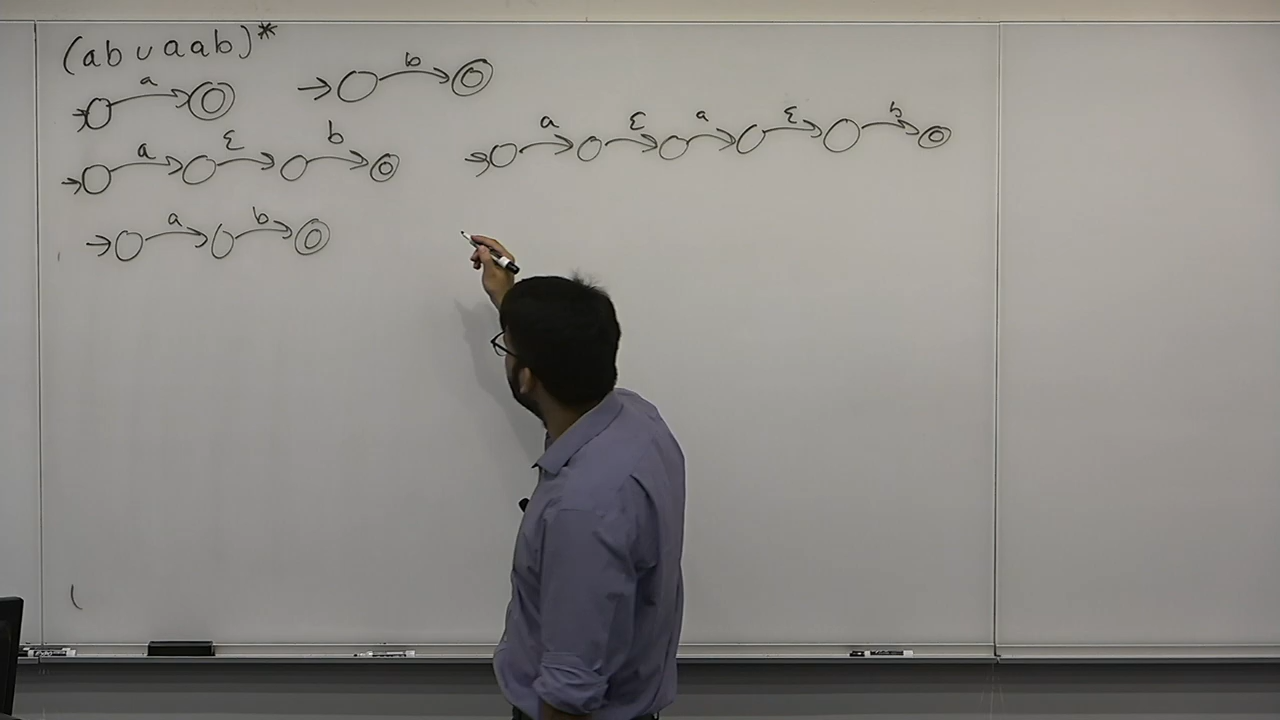 (ab ∪ aab)*
a b
a ε b a ε a ε b
a b